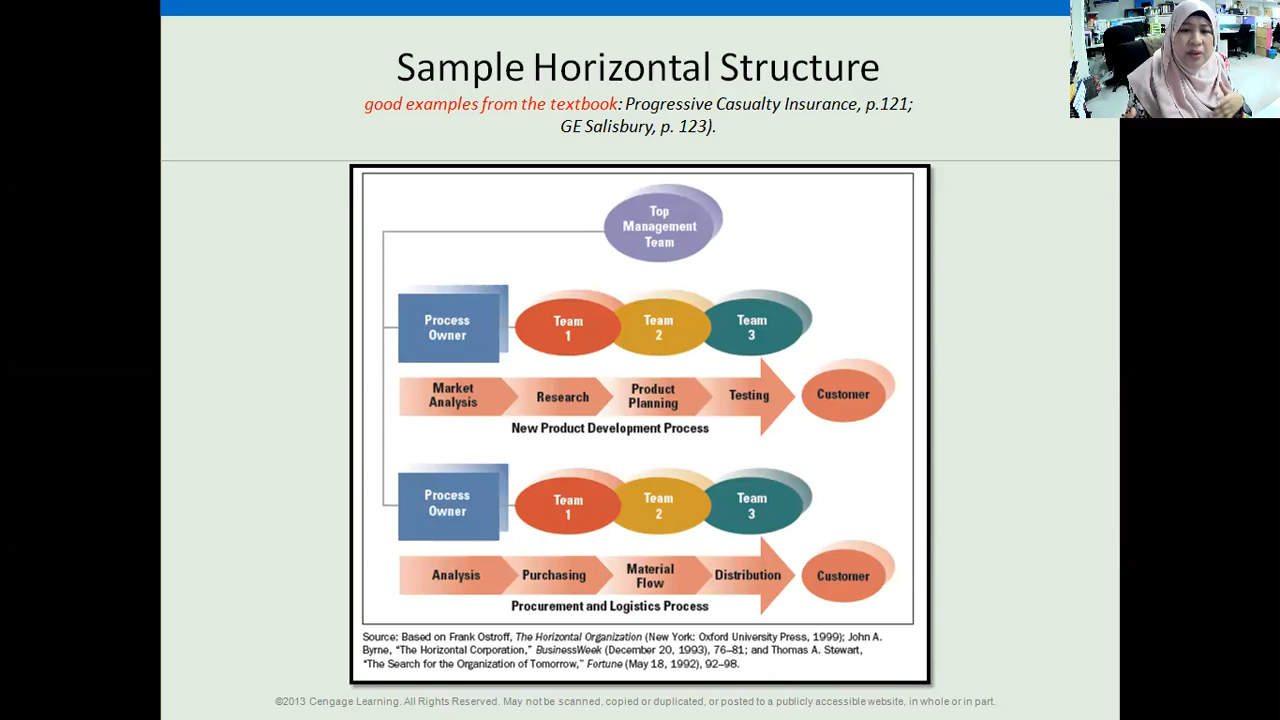 Sample Horizontal Structure
good examples from the textbook: Progressive Casualty Insurance, p.121;
GE Salisbury, p. 123).
Top
Management
Team
Process
Owner
Team
1
Team
2
Team
3
Market
Analysis
Research
Product
Planning
Testing
Customer
New Product Development Process
Process
Owner
Team
1
Team
2
Team
3
Analysis
Purchasing
Material
Flow
Distribution
Customer
Procurement and Logistics Process
Source: Based on Frank Ostroff, The Horizontal Organization (New York: Oxford University Press, 1999); John A.
Byrne, “The Horizontal Corporation,” BusinessWeek (December 20, 1993), 76–81; and Thomas A. Stewart,
“The Search for the Organization of Tomorrow,” Fortune (May 18, 1992), 92–98.
©2013 Cengage Learning. All Rights Reserved. May not be scanned, copied or duplicated, or posted to a publicly accessible website, in whole or in part.